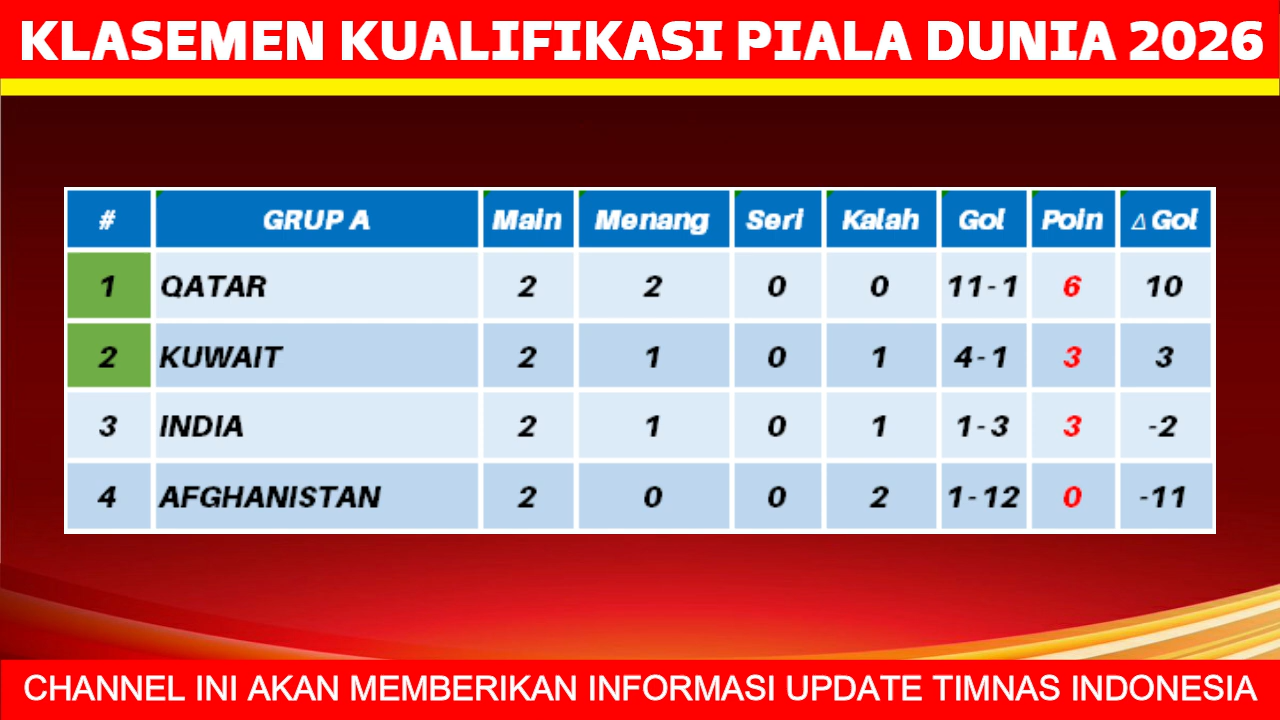 KLASEMEN KUALIFIKASI PIALA DUNIA 2026
# GRUP A Main Menang Seri Kalah Gol Poin △ Gol
1 QATAR 2 2 0 0 11-1 6 10
2 KUWAIT 2 1 0 1 4-1 3 3
3 INDIA 2 1 0 1 1-3 3 -2
4 AFGHANISTAN 2 0 0 2 1-12 0 -11
CHANNEL INI AKAN MEMBERIKAN INFORMASI UPDATE TIMNAS INDONESIA